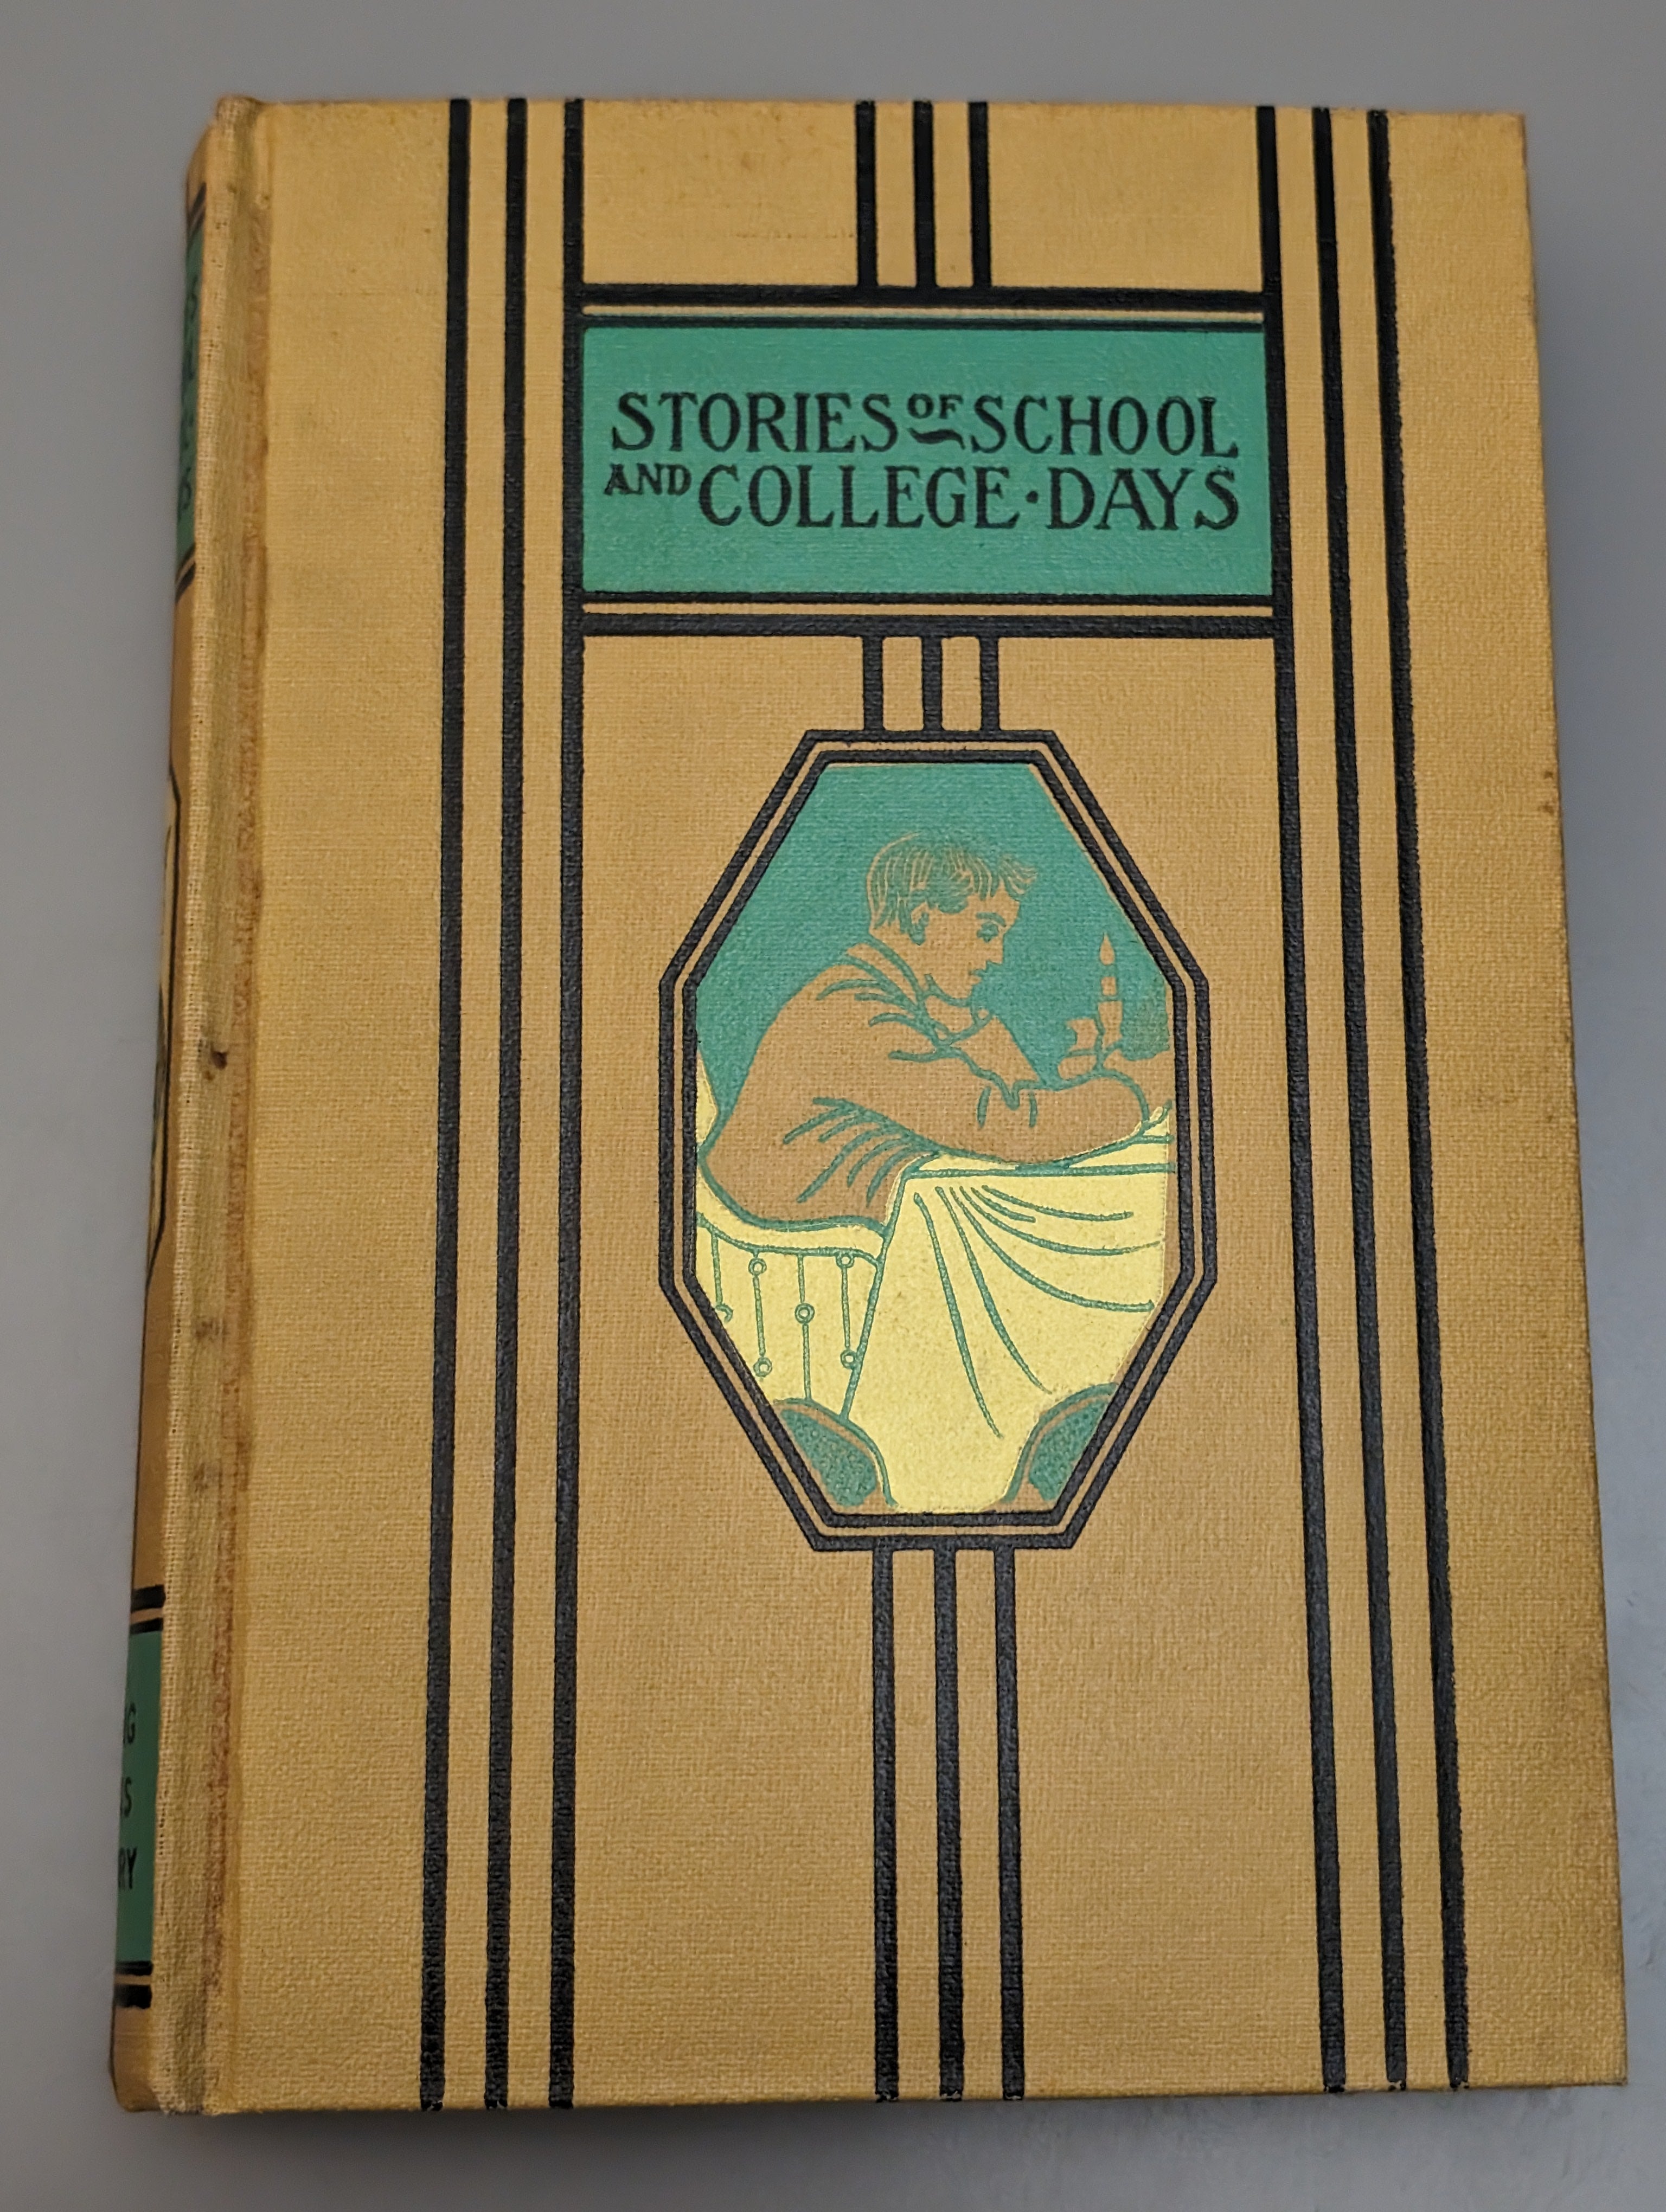 STORIES OF SCHOOL
AND COLLEGE·DAYS